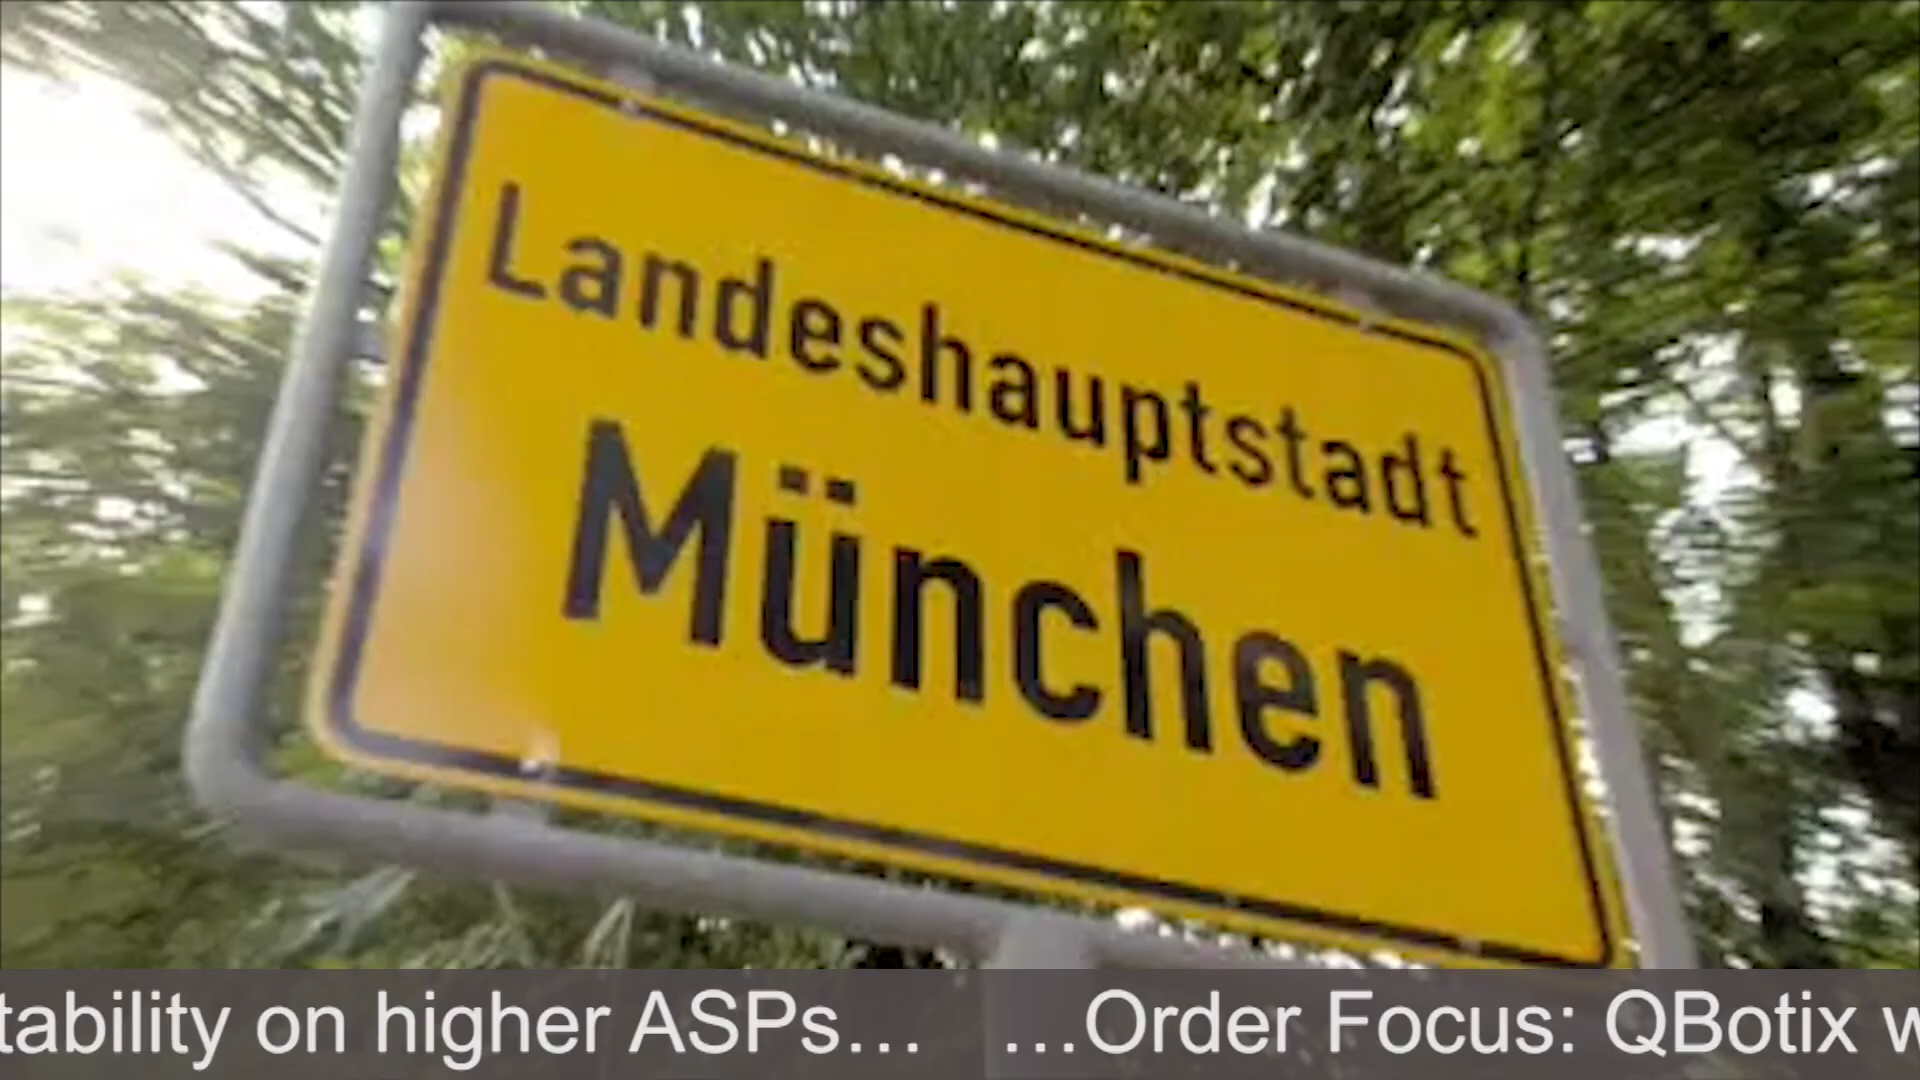 Landeshauptstadt
München
tability on higher ASPs... ...Order Focus: QBotix